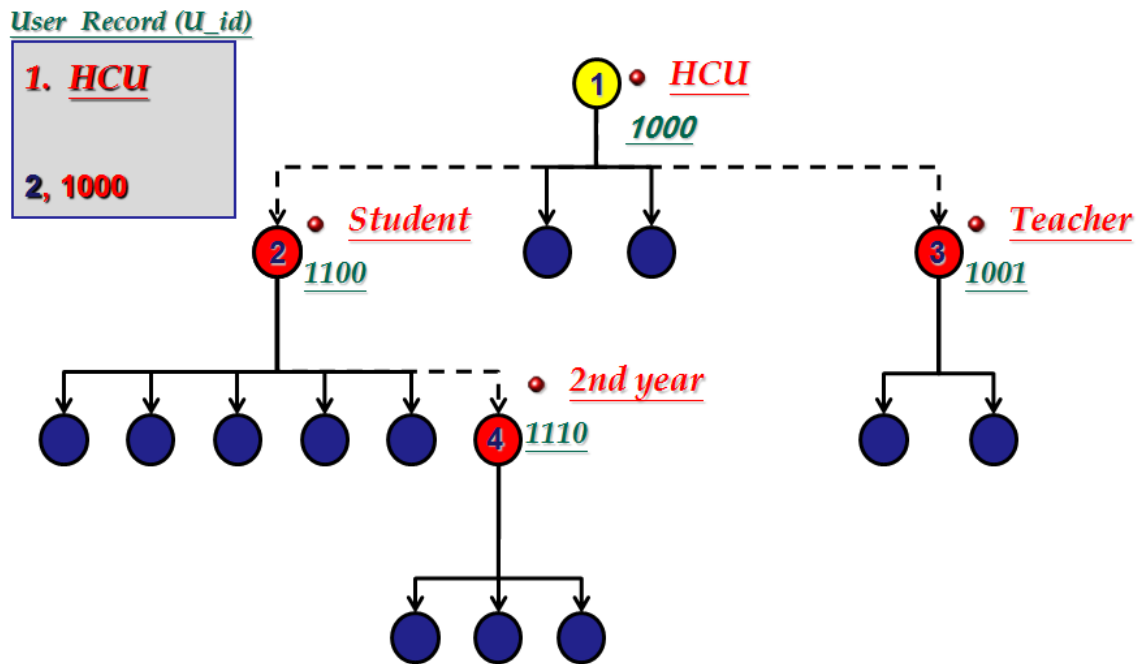 User Record (U_id)
1. HCU
2, 1000
1
HCU
1000
2
Student
1100
3
Teacher
1001
2nd year
4
1110